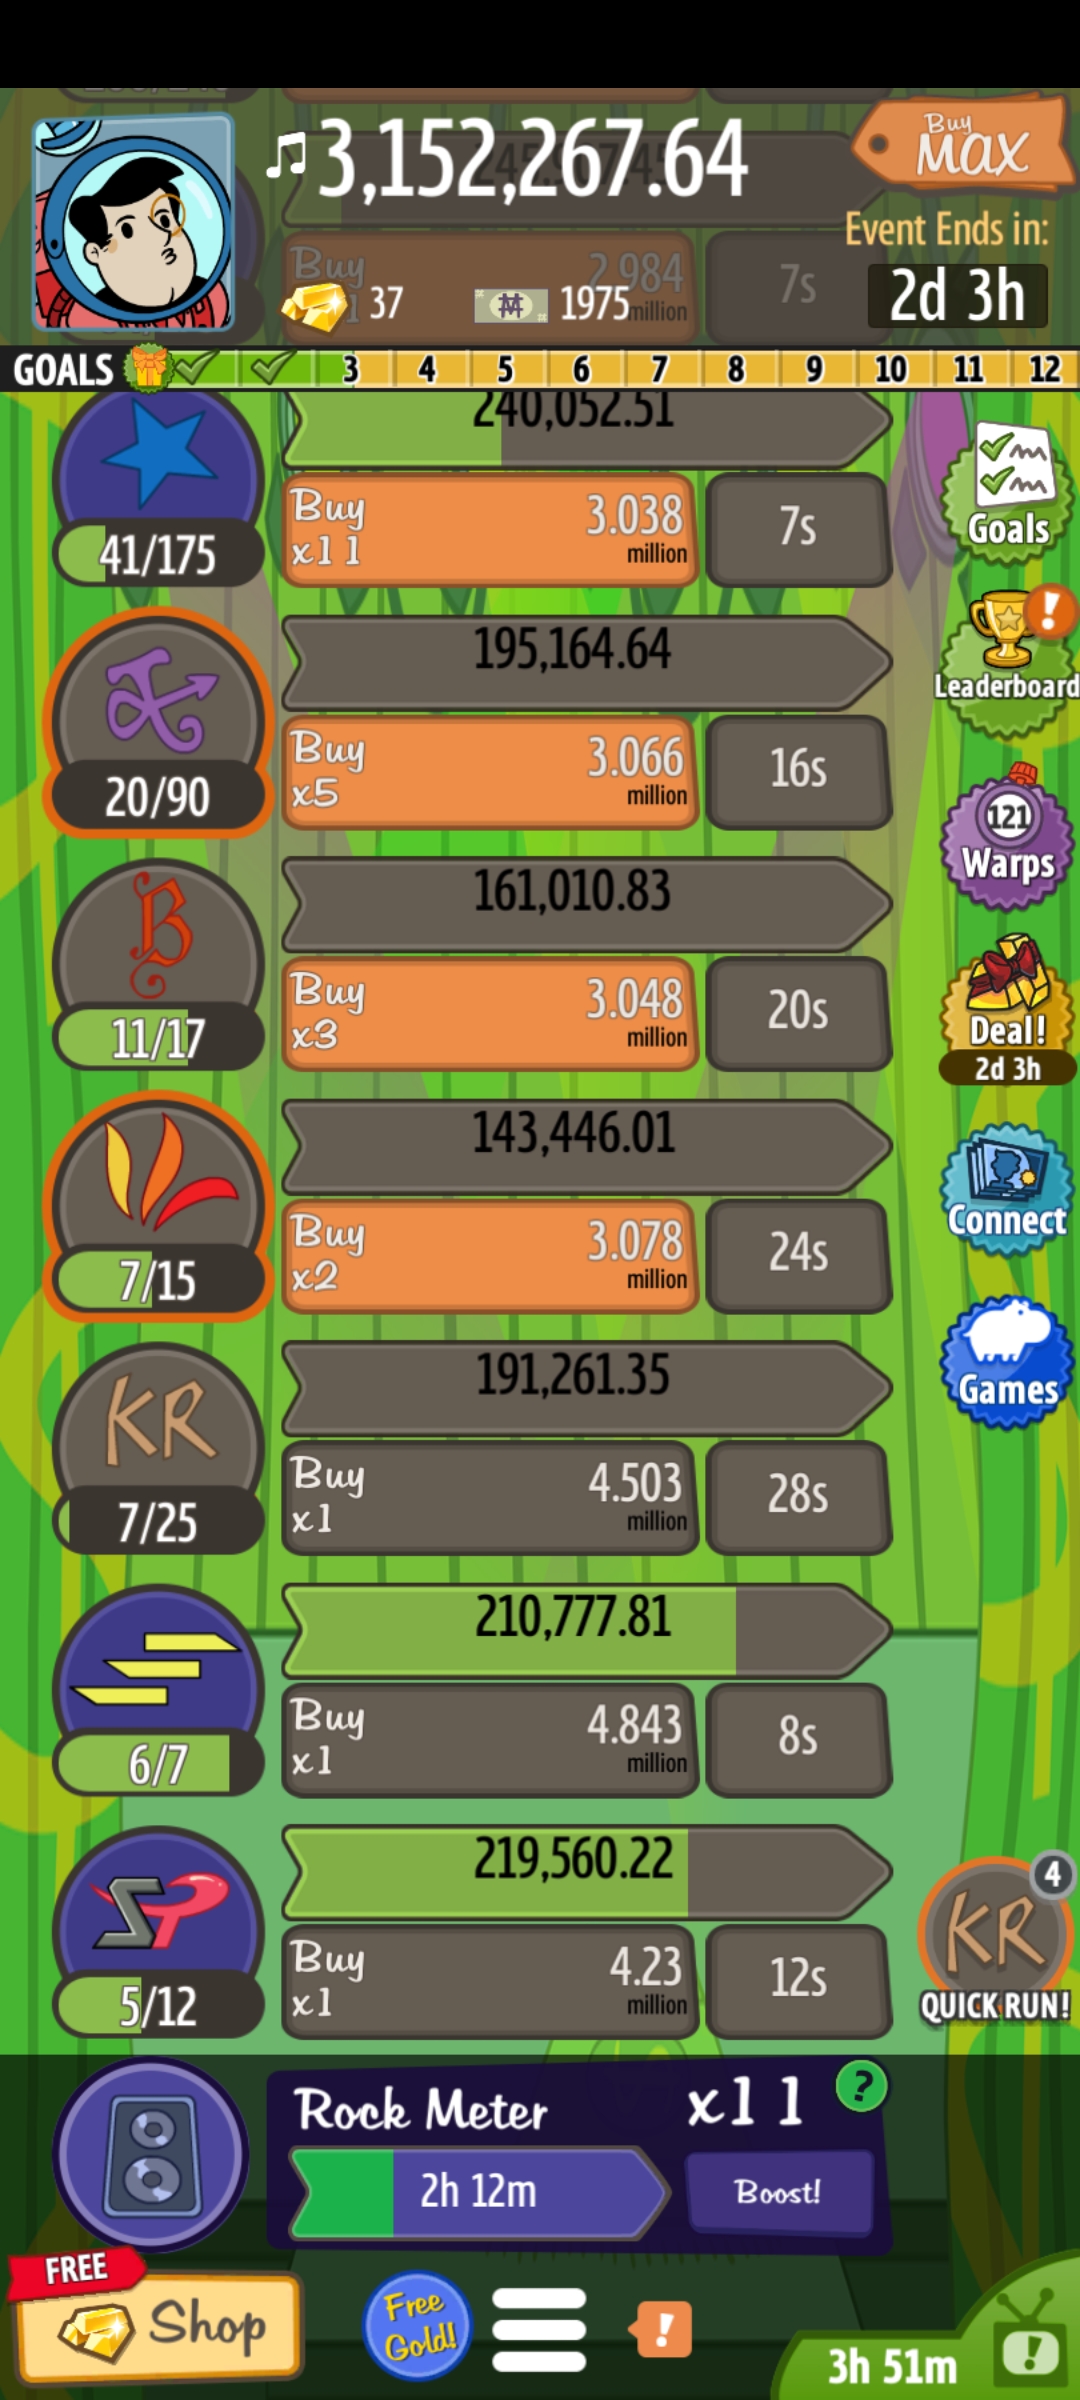 ♫3,152,267.64
Buy
MAX
Event Ends in:
2d 3h
Buy
2.984
million
7s
37
1975
GOALS 3 4 5 6 7 8 9 10 11 12
240,052.51
41/175
Buy
x11
3.038
million
7s
Goals
195,164.64
20/90
Buy
x5
3.066
million
16s
!
Leaderboard
161,010.83
B
11/17
Buy
x3
3.048
million
20s
121
Warps
Deal!
2d 3h
143,446.01
7/15
Buy
x2
3.078
million
24s
Connect
191,261.35
KR
7/25
Buy
x1
4.503
million
28s
Games
210,777.81
6/7
Buy
x1
4.843
million
8s
219,560.22
SP
5/12
Buy
x1
4.23
million
12s
4
KR
QUICK RUN!
Rock Meter
x11
?
2h 12m
Boost!
FREE
Shop
Free
Gold!
!
3h 51m
!